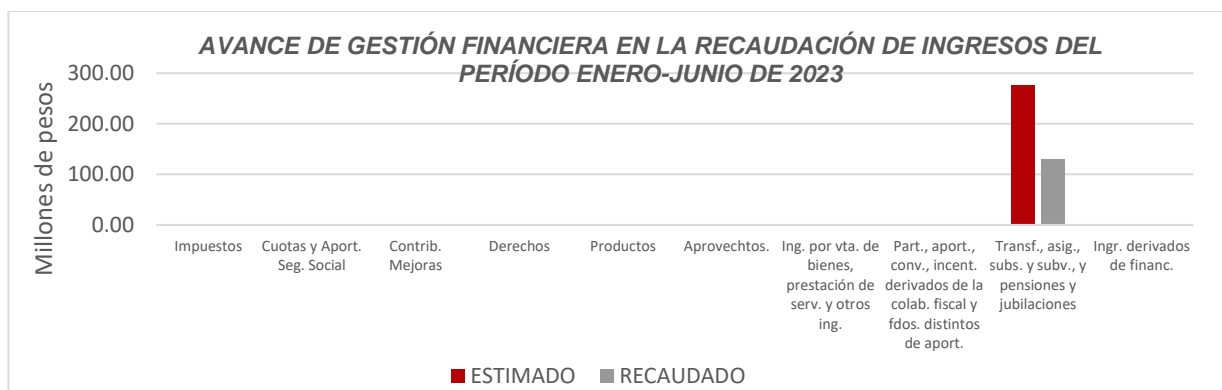 AVANCE DE GESTIÓN FINANCIERA EN LA RECAUDACIÓN DE INGRESOS DEL
PERÍODO ENERO-JUNIO DE 2023
Millones de pesos
300.00
200.00
100.00
0.00
Impuestos
Cuotas y Aport.
Seg. Social
Contrib.
Mejoras
Derechos
Productos
Aprovechtos.
Ing. por vta. de
bienes,
prestación de
serv. y otros
ing.
Part., aport.,
conv., incent.
derivados de la
colab. fiscal y
fdos. distintos
de aport.
Transf., asig.,
subs. y subv., y
pensiones y
jubilaciones
Ingr. derivados
de financ.
ESTIMADO
RECAUDADO